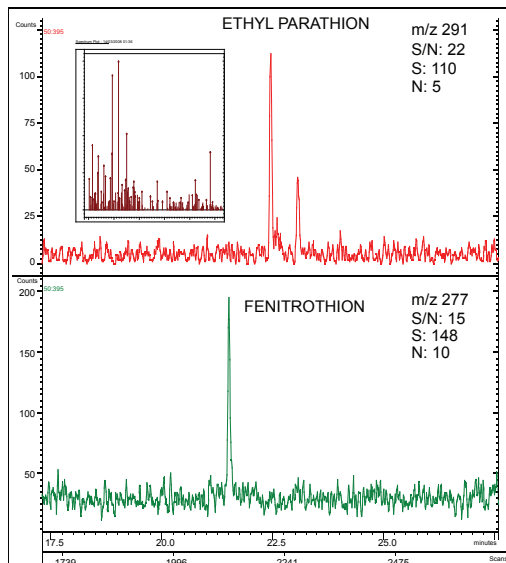 Counts
50:395
ETHYL PARATHION
m/z 291
S/N: 22
S: 110
N: 5
100
75
50
25
0
Counts
50:395
FENITROTHION
m/z 277
S/N: 15
S: 148
N: 10
200
150
100
50
17.5
20.0
22.5
25.0
minutes
1739
1996
2241
2475
Scans